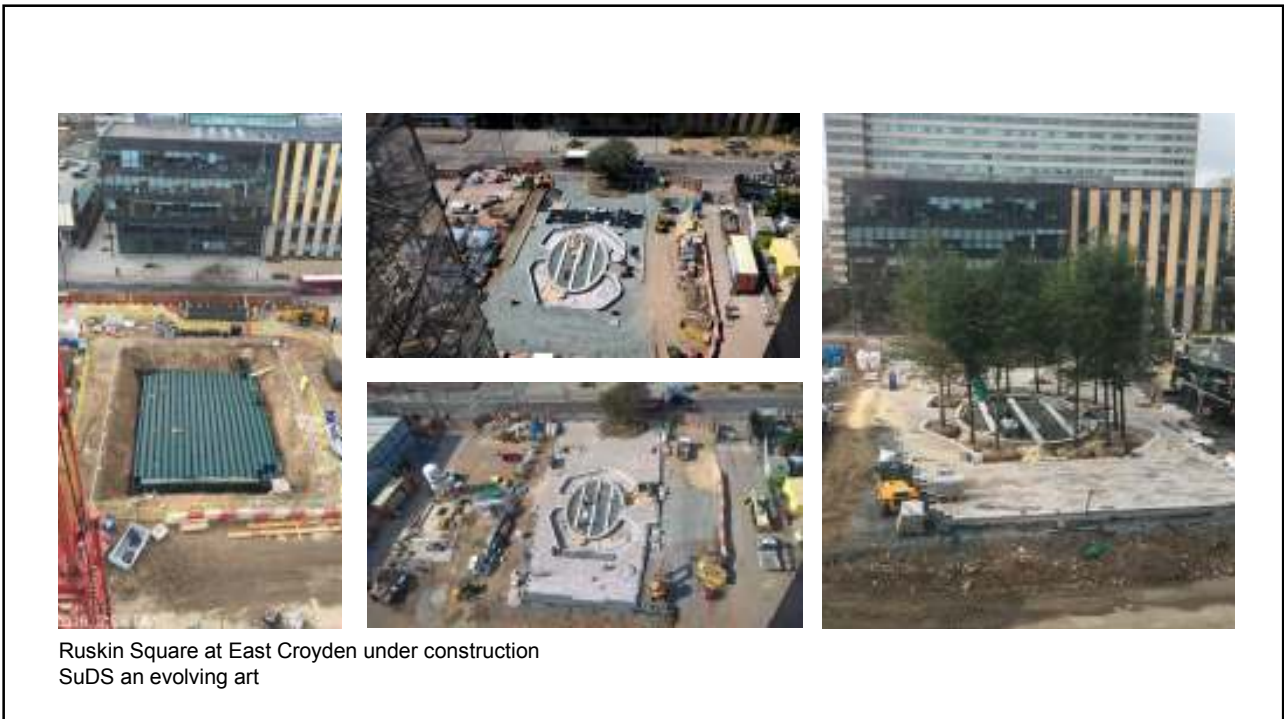 Ruskin Square at East Croyden under construction
SuDS an evolving art